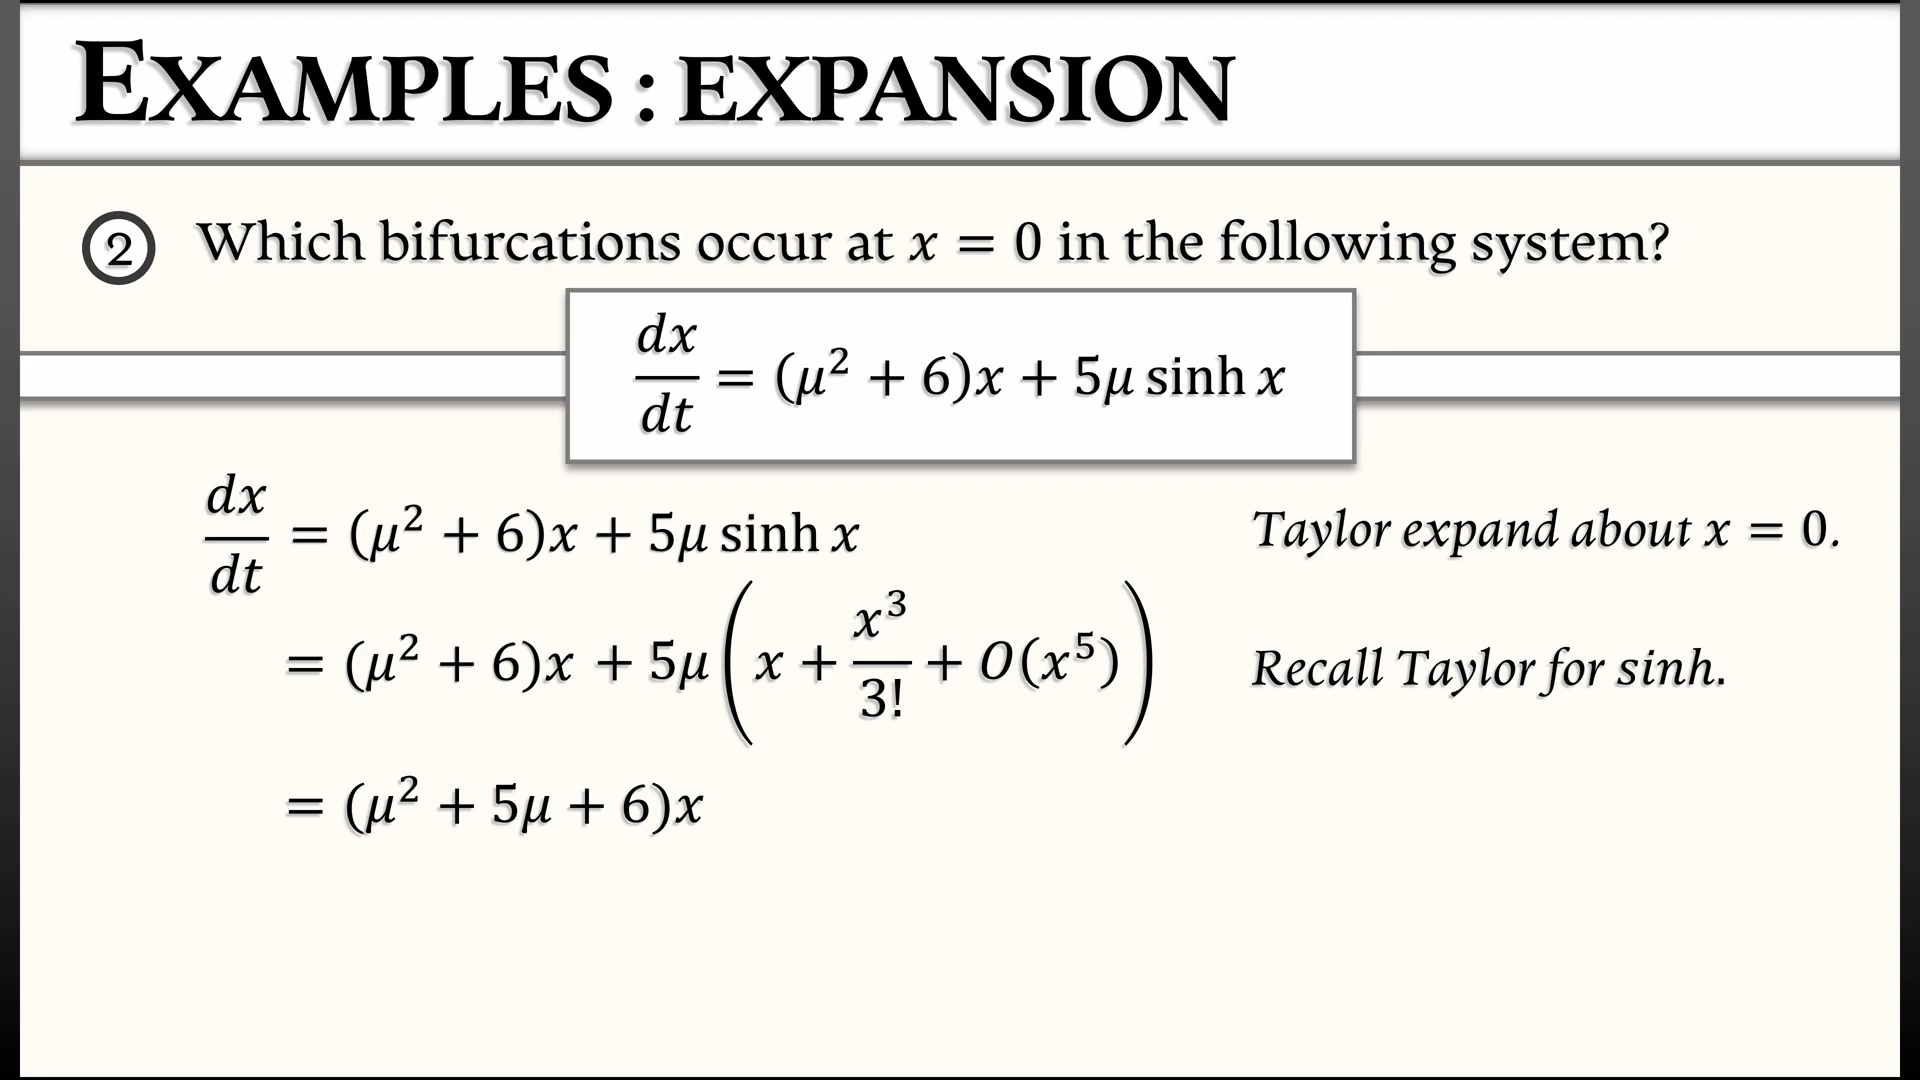 EXAMPLES : EXPANSION
② Which bifurcations occur at x = 0 in the following system?
dx/dt = (μ² + 6)x + 5μ sinh x
dx/dt = (μ² + 6)x + 5μ sinh x Taylor expand about x = 0.
= (μ² + 6)x + 5μ(x + x³/3! + O(x⁵)) Recall Taylor for sinh.
= (μ² + 5μ + 6)x